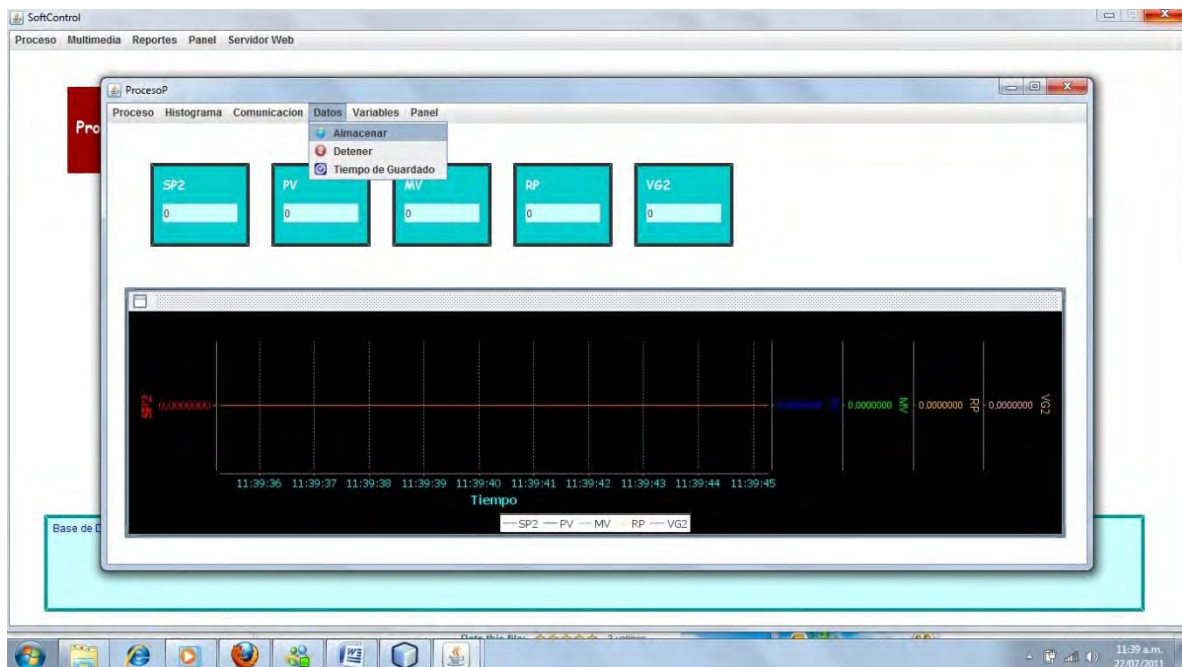 SoftControl
Proceso Multimedia Reportes Panel Servidor Web
ProcesoP
Proceso Histograma Comunicacion Datos Variables Panel
Almacenar
Detener
Tiempo de Guardado
Pro
SP2 PV MV RP VG2
0 0 0 0 0
SP2 0,0000000 0,0000000 MV 0,0000000 RP 0,0000000 VG2
11:39:36 11:39:37 11:39:38 11:39:39 11:39:40 11:39:41 11:39:42 11:39:43 11:39:44 11:39:45
Tiempo
SP2 PV MV RP VG2
Base de D
11:39 a.m.
22/07/2011